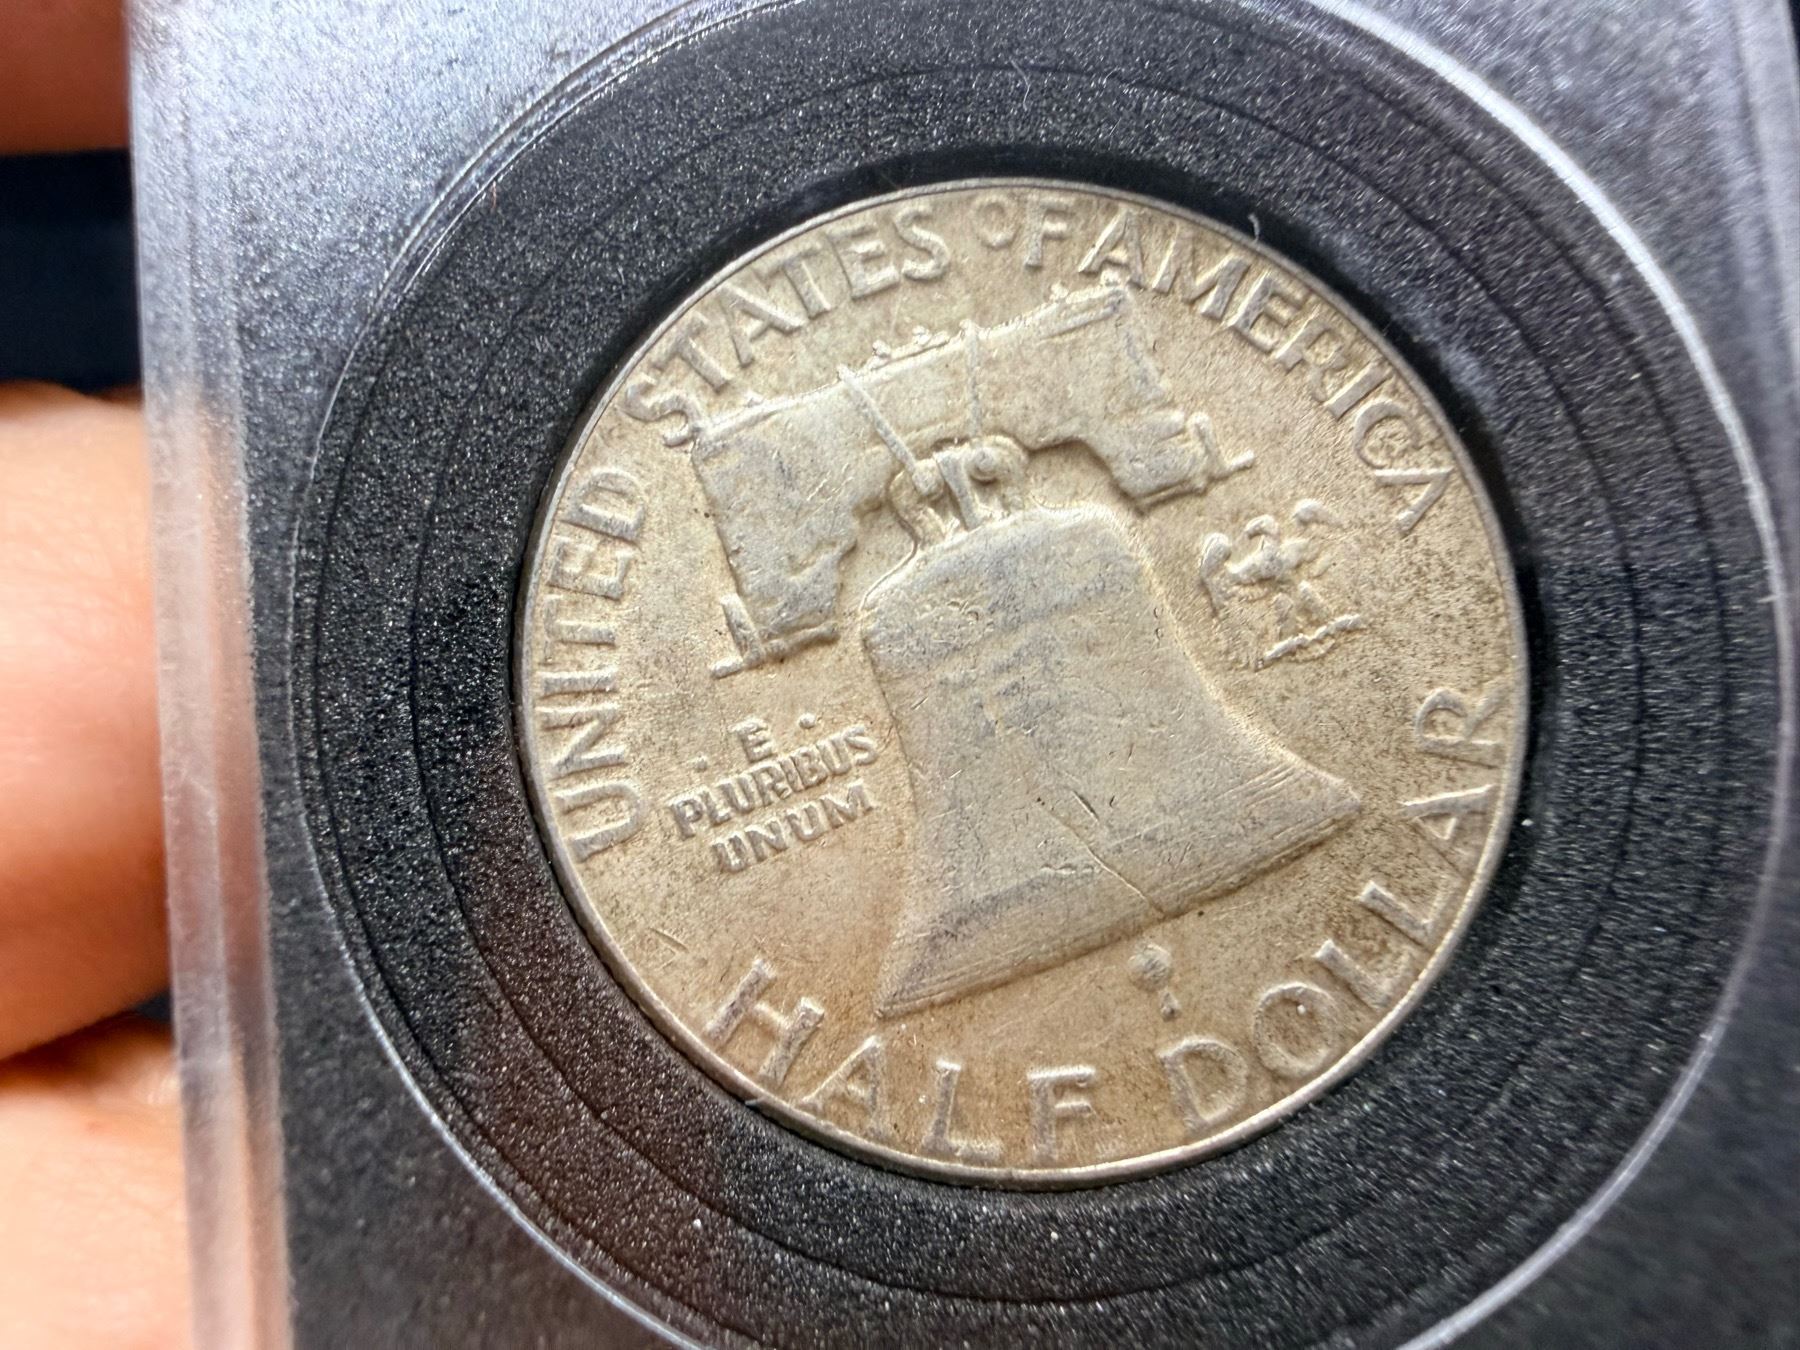 UNITED STATES OF AMERICA
· E ·
PLURIBUS
UNUM
HALF DOLLAR